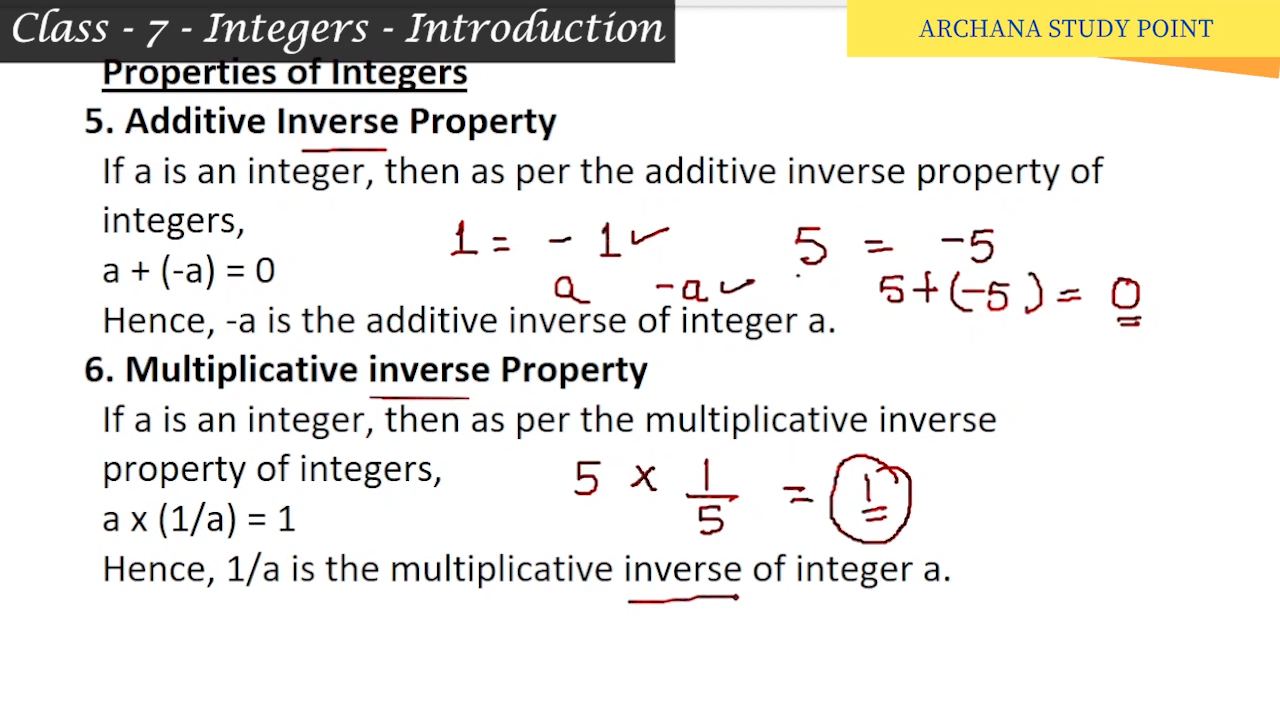 Class - 7 - Integers - Introduction
ARCHANA STUDY POINT
Properties of Integers
5. Additive Inverse Property
If a is an integer, then as per the additive inverse property of
integers,
1 = - 1 ✓ 5 = -5
a + (-a) = 0
a -a ✓ 5+(-5) = 0
Hence, -a is the additive inverse of integer a.
6. Multiplicative inverse Property
If a is an integer, then as per the multiplicative inverse
property of integers,
5 x 1/5 = 1
a x (1/a) = 1
Hence, 1/a is the multiplicative inverse of integer a.